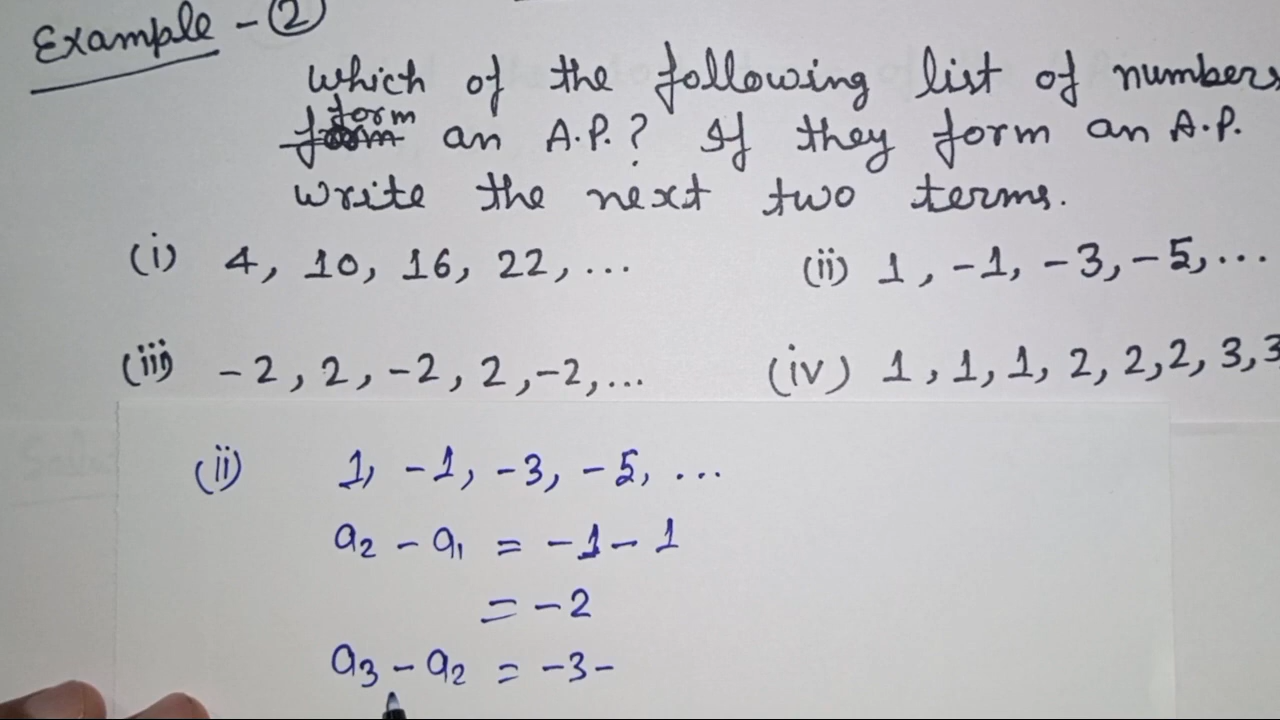 Example - ②
Which of the following list of numbers
form
an A.P.? If they form an A.P.
write the next two terms.
(i) 4, 10, 16, 22, ... (ii) 1, -1, -3, -5, ...
(iii) -2, 2, -2, 2, -2, ... (iv) 1, 1, 1, 2, 2, 2, 3, 3
(ii) 1, -1, -3, -5, ...
a₂ - a₁ = -1 - 1
= -2
a₃ - a₂ = -3 -